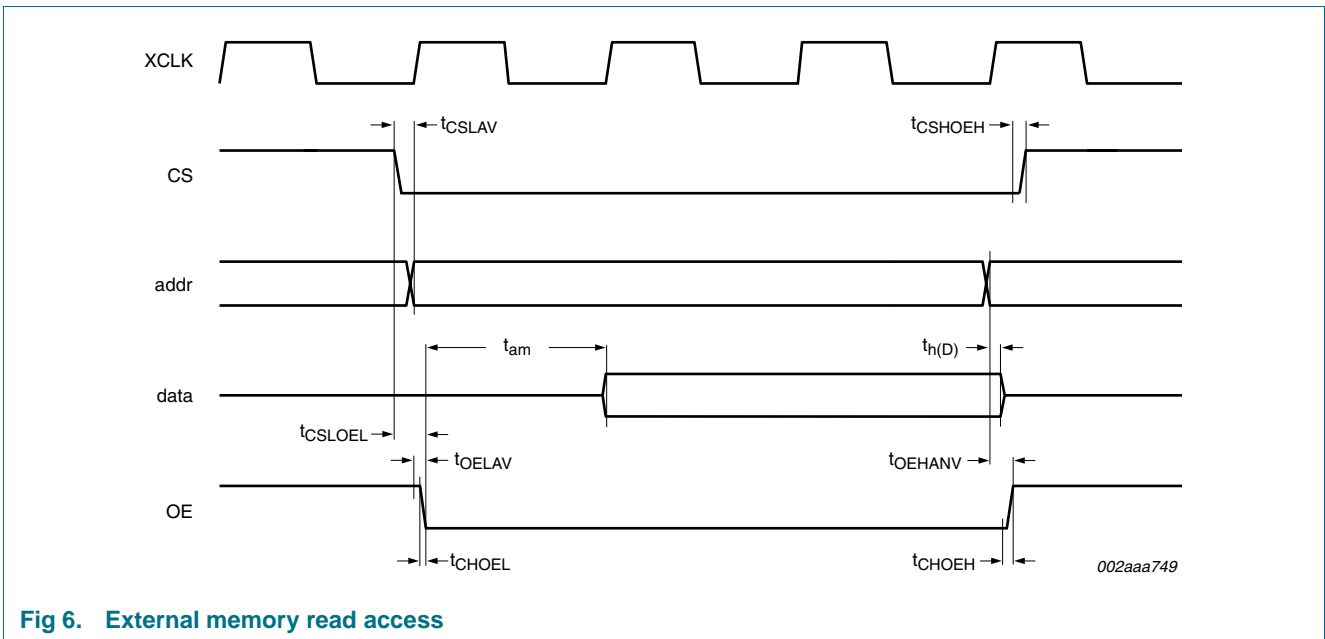 XCLK
tCSLAV
tCSHOEH
CS
addr
tam
th(D)
data
tCSLOEL
tOELAV
tOEHANV
OE
tCHOEL
tCHOEH
002aaa749
Fig 6. External memory read access